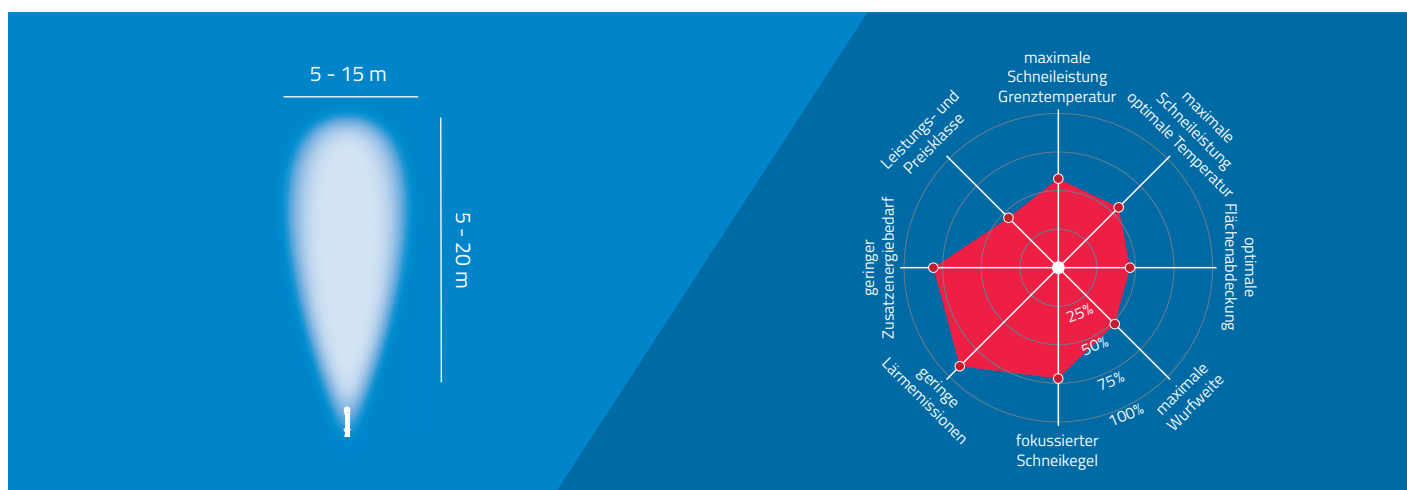 5 - 15 m
5 - 20 m
maximale
Schneileistung
Grenztemperatur
maximale
Schneileistung
optimale Temperatur
optimale
Flächenabdeckung
maximale
Wurfweite
fokussierter
Schneikegel
geringe
Lärmemissionen
geringer
Zusatzenergiebedarf
Leistungs- und
Preisklasse
25%
50%
75%
100%